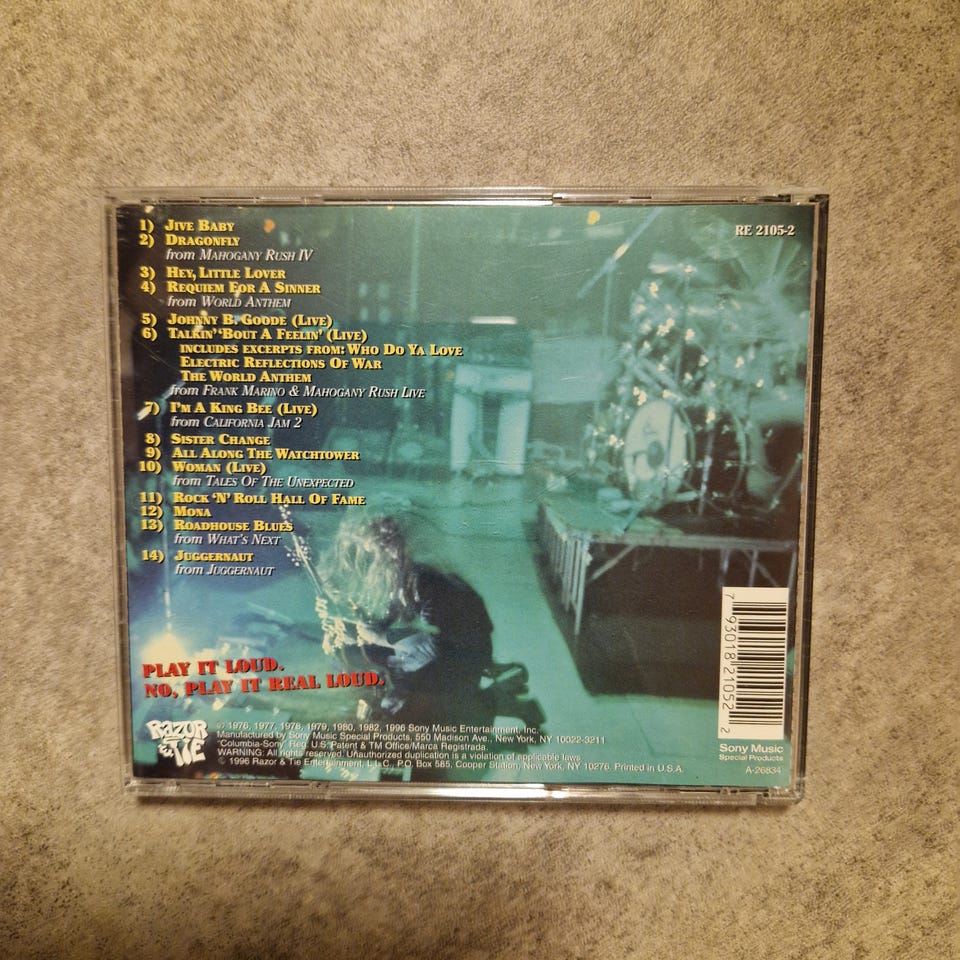 1) JIVE BABY
2) DRAGONFLY
from MAHOGANY RUSH IV
3) HEY, LITTLE LOVER
4) REQUIEM FOR A SINNER
from WORLD ANTHEM
5) JOHNNY B. GOODE (LIVE)
6) TALKIN' 'BOUT A FEELIN' (LIVE)
INCLUDES EXCERPTS FROM: WHO DO YA LOVE
ELECTRIC REFLECTIONS OF WAR
THE WORLD ANTHEM
from FRANK MARINO & MAHOGANY RUSH LIVE
7) I'M A KING BEE (LIVE)
from CALIFORNIA JAM 2
8) SISTER CHANGE
9) ALL ALONG THE WATCHTOWER
10) WOMAN (LIVE)
from TALES OF THE UNEXPECTED
11) ROCK 'N' ROLL HALL OF FAME
12) MONA
13) ROADHOUSE BLUES
from WHAT'S NEXT
14) JUGGERNAUT
from JUGGERNAUT
RE 2105-2
PLAY IT LOUD.
NO, PLAY IT REAL LOUD.
RAZOR & TIE
℗ 1976, 1977, 1978, 1979, 1980, 1982, 1996 Sony Music Entertainment, Inc.
Manufactured by Sony Music Special Products, 550 Madison Ave., New York, NY 10022-3211
"Columbia-Sony" Reg. U.S. Patent & TM Office/Marca Registrada.
WARNING: All rights reserved. Unauthorized duplication is a violation of applicable laws.
© 1996 Razor & Tie Entertainment, L.L.C., P.O. Box 585, Cooper Station, New York, NY 10276. Printed in U.S.A.
7 93018 21052 2
Sony Music
Special Products
A-26834